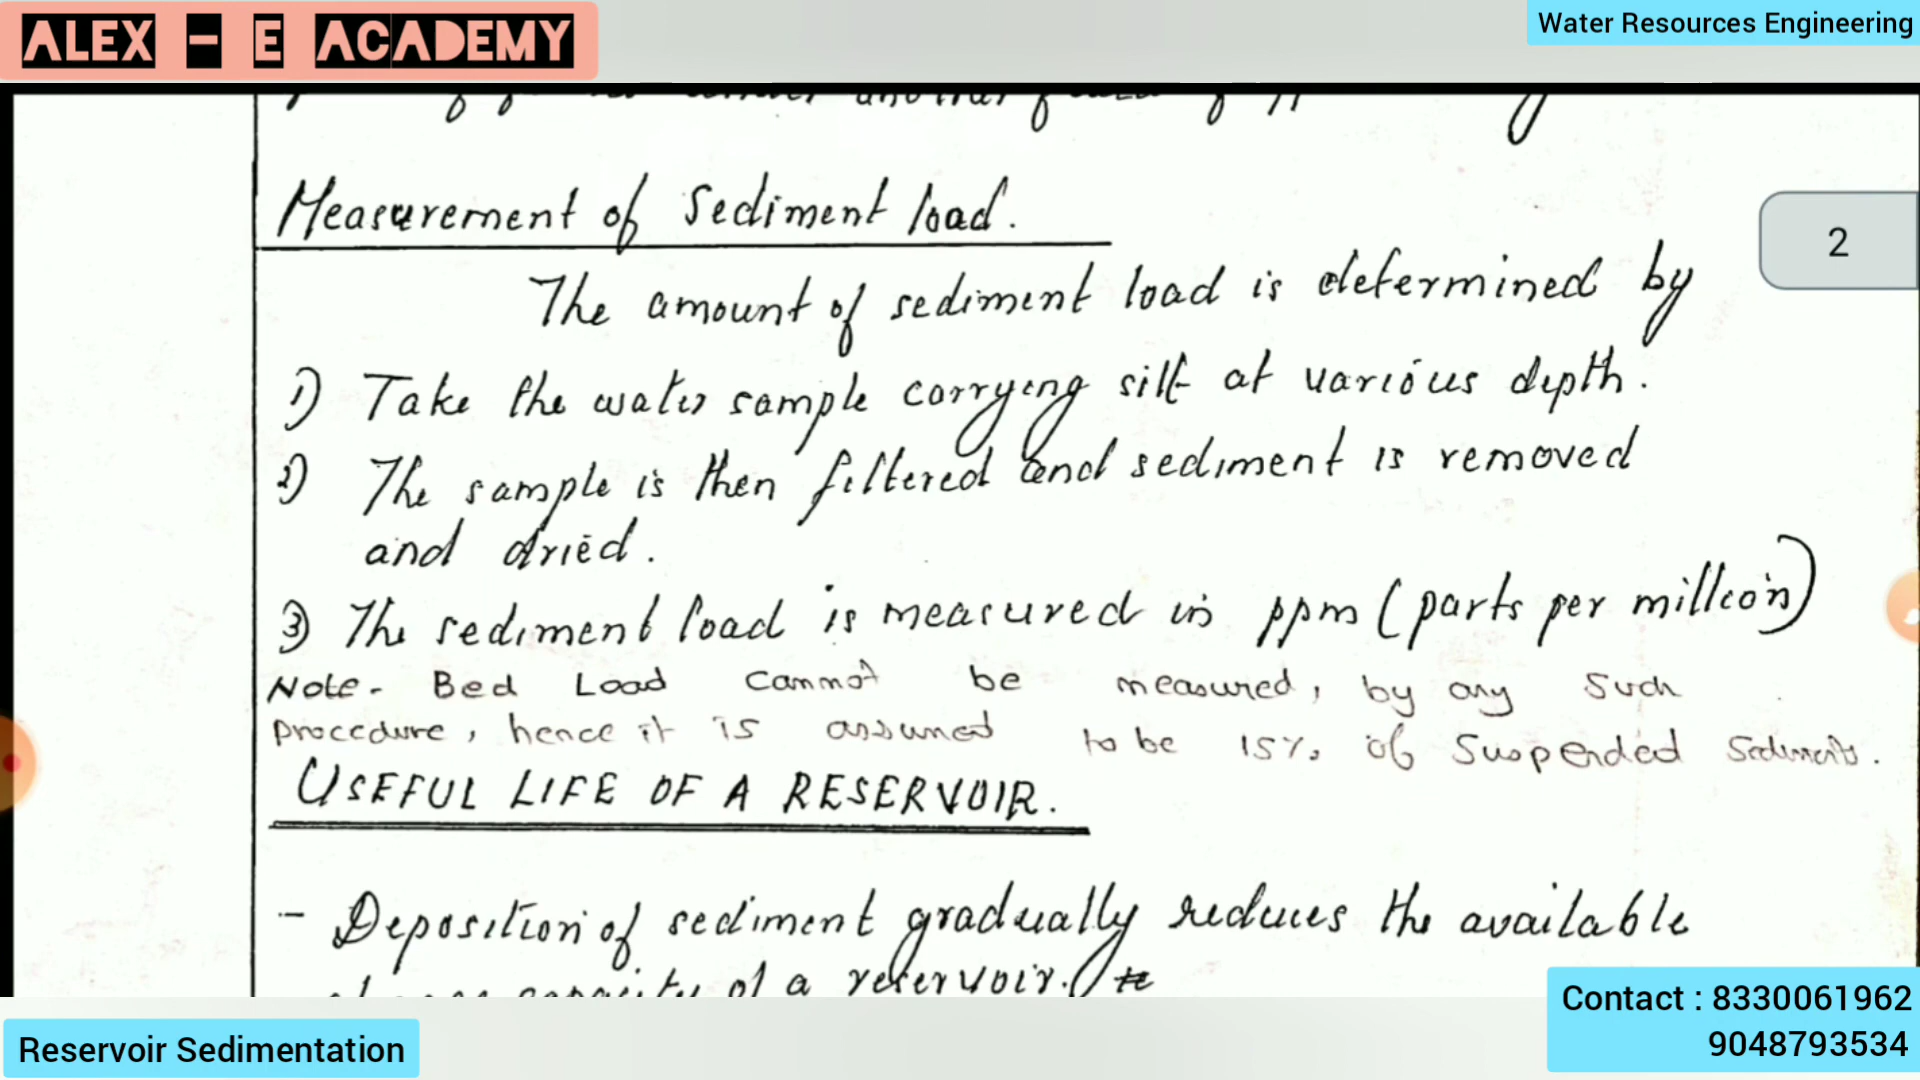 ALEX - E ACADEMY
Water Resources Engineering
Measurement of Sediment load.
2
The amount of sediment load is determined by
1) Take the water sample carrying silt at various depth.
2) The sample is then filtered and sediment is removed
and dried.
3) The sediment load is measured in ppm (parts per million)
Note- Bed Load cannot be measured, by any such
procedure, hence it is assumed to be 15% of Suspended Sediments.
USEFUL LIFE OF A RESERVOIR.
- Deposition of sediment gradually reduces the available
capacity of a reservoir.
Contact : 8330061962
9048793534
Reservoir Sedimentation